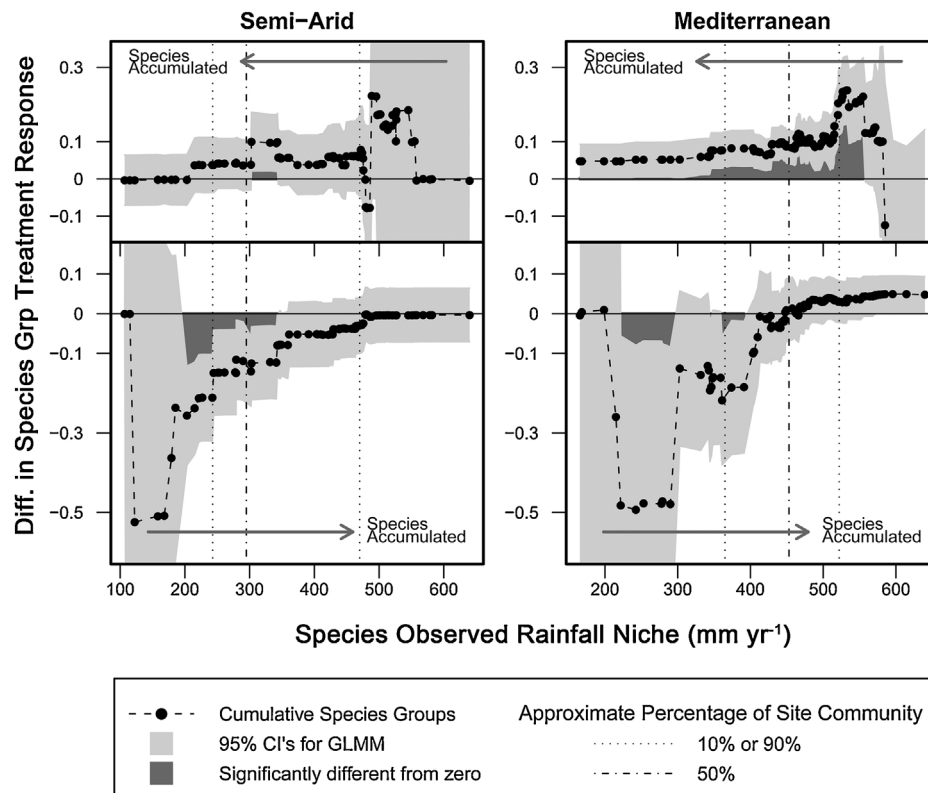 Semi−Arid
Mediterranean
Diff. in Species Grp Treatment Response
Species
Accumulated
0.3
0.1
0
−0.1
Species
Accumulated
0.3
0.1
0
−0.1
0.1
0
−0.1
−0.3
−0.5
Species
Accumulated
0.1
0
−0.1
−0.3
−0.5
Species
Accumulated
100 200 300 400 500 600
200 300 400 500 600
Species Observed Rainfall Niche (mm yr⁻¹)
Cumulative Species Groups
95% CI's for GLMM
Significantly different from zero
Approximate Percentage of Site Community
10% or 90%
50%